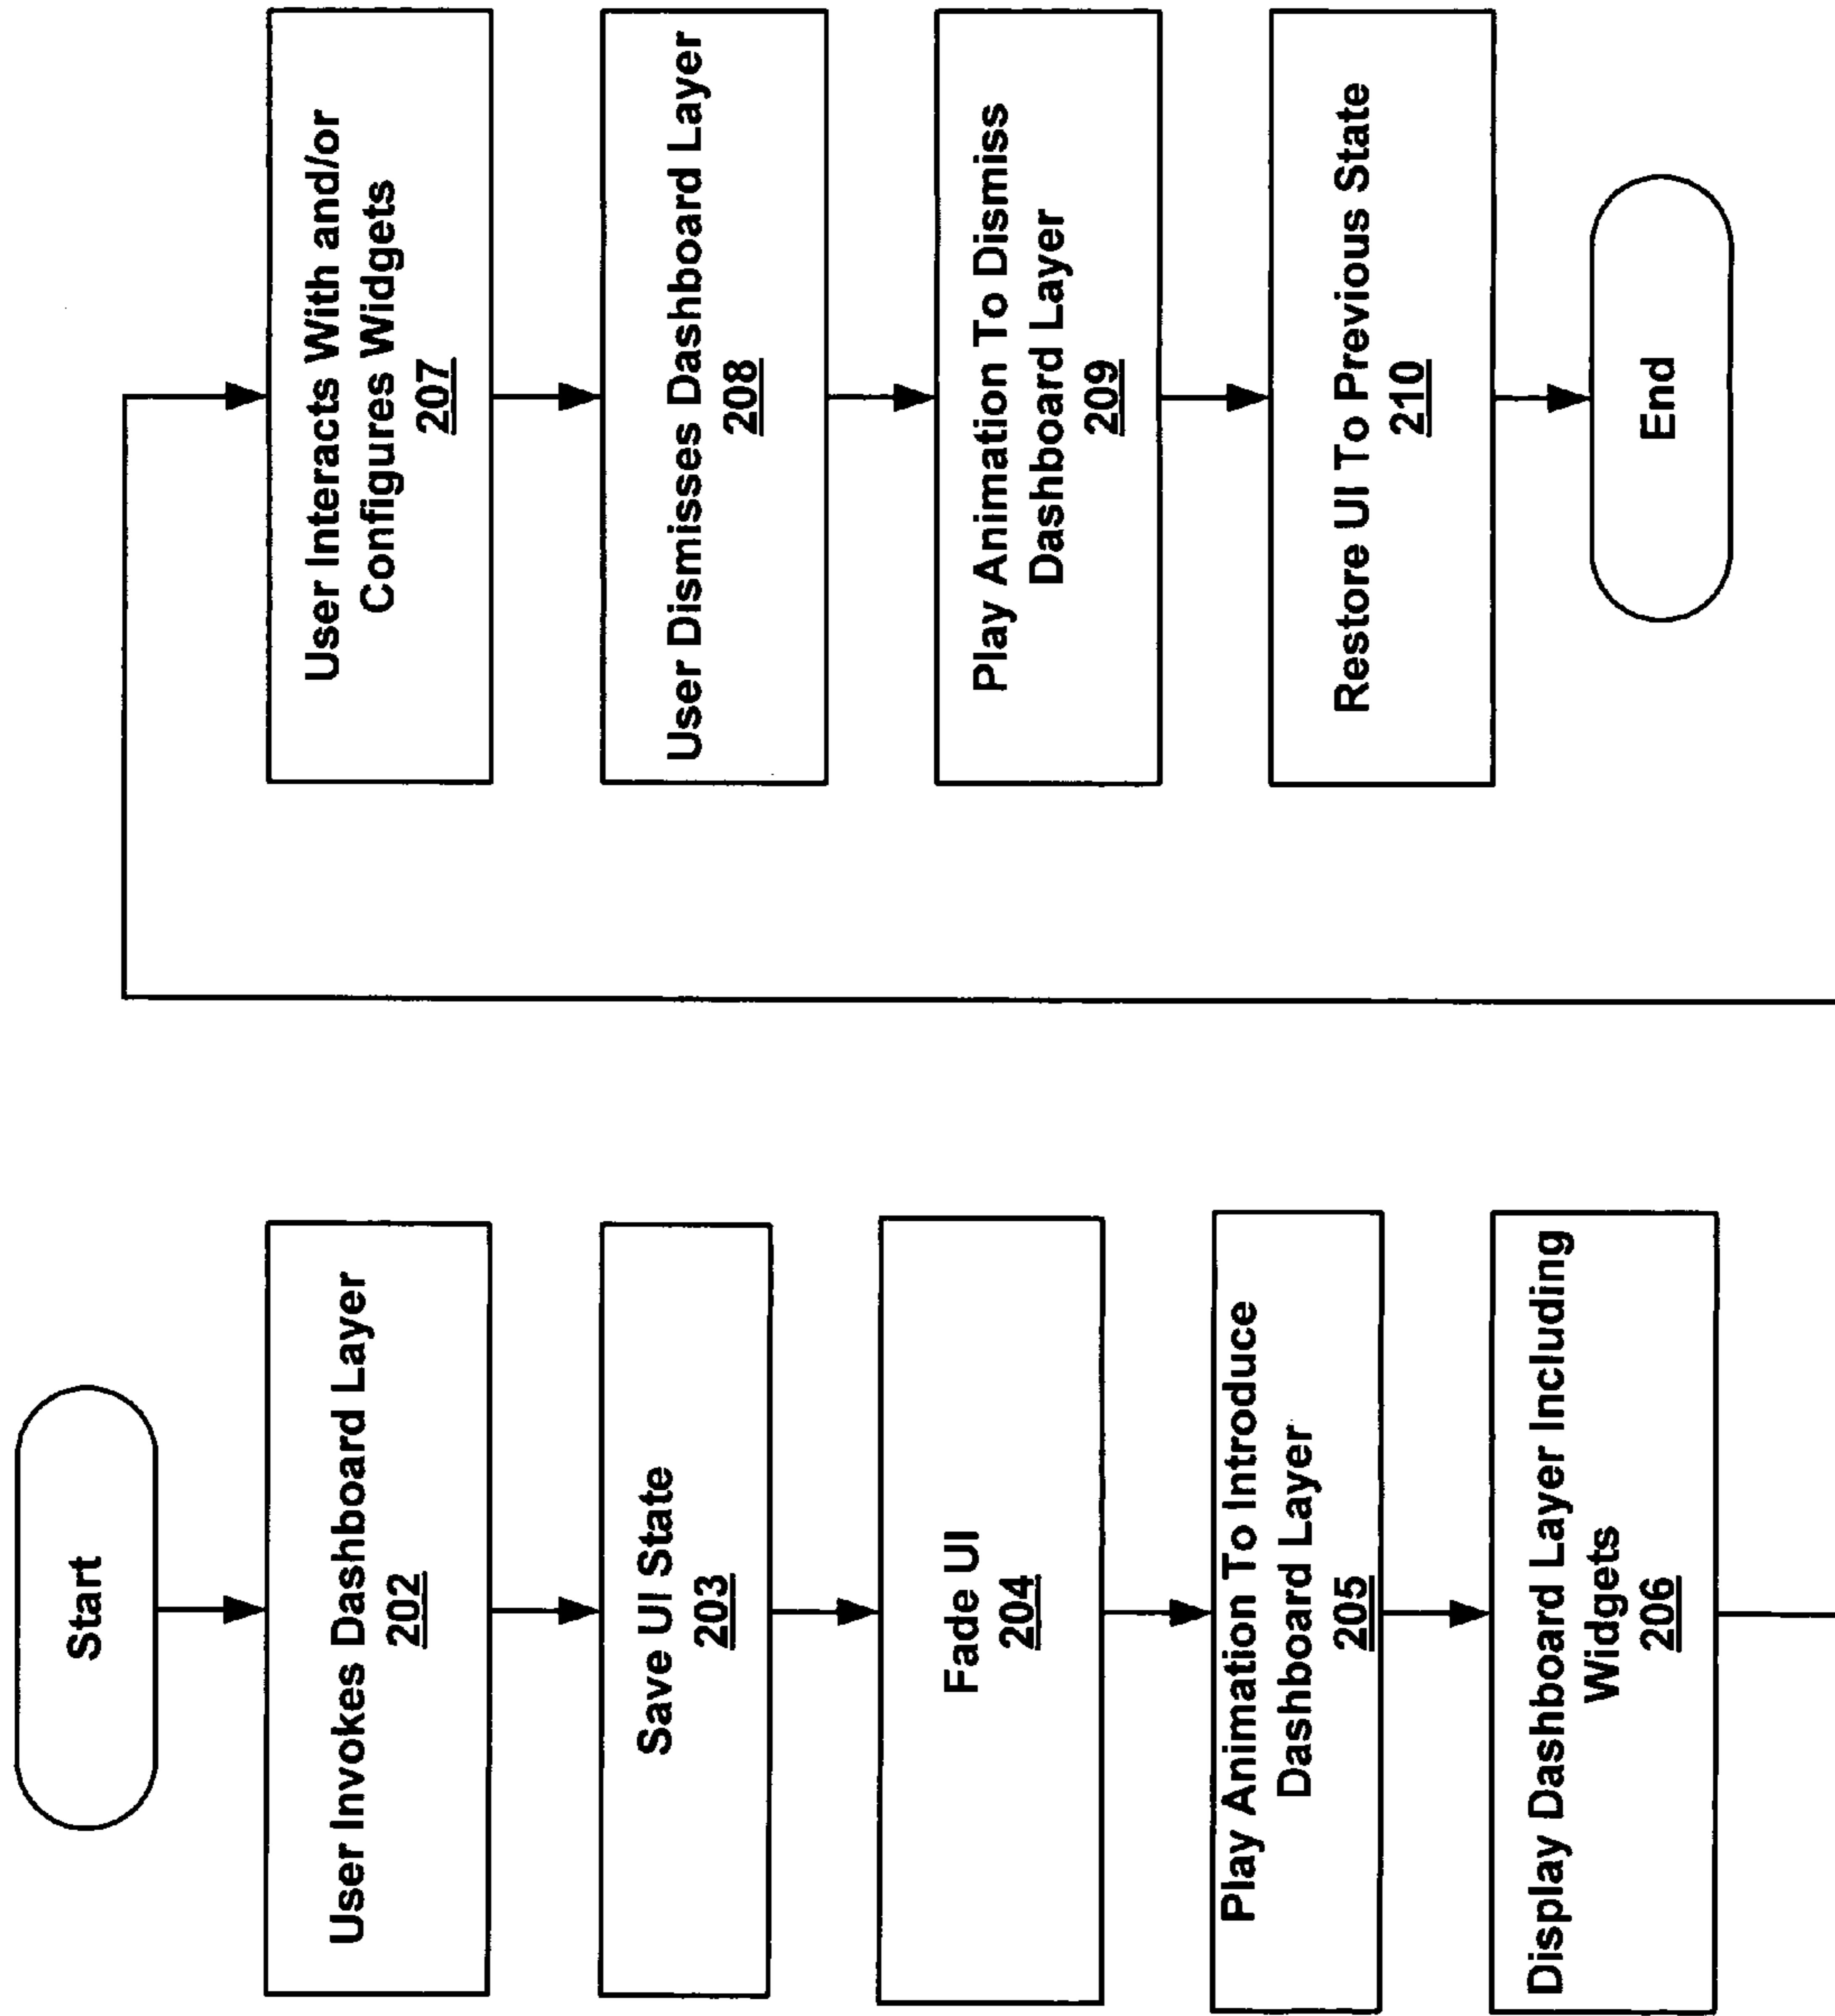 Start
User Invokes Dashboard Layer
202
Save UI State
203
Fade UI
204
Play Animation To Introduce
Dashboard Layer
205
Display Dashboard Layer Including
Widgets
206
User Interacts With and/or
Configures Widgets
207
User Dismisses Dashboard Layer
208
Play Animation To Dismiss
Dashboard Layer
209
Restore UI To Previous State
210
End